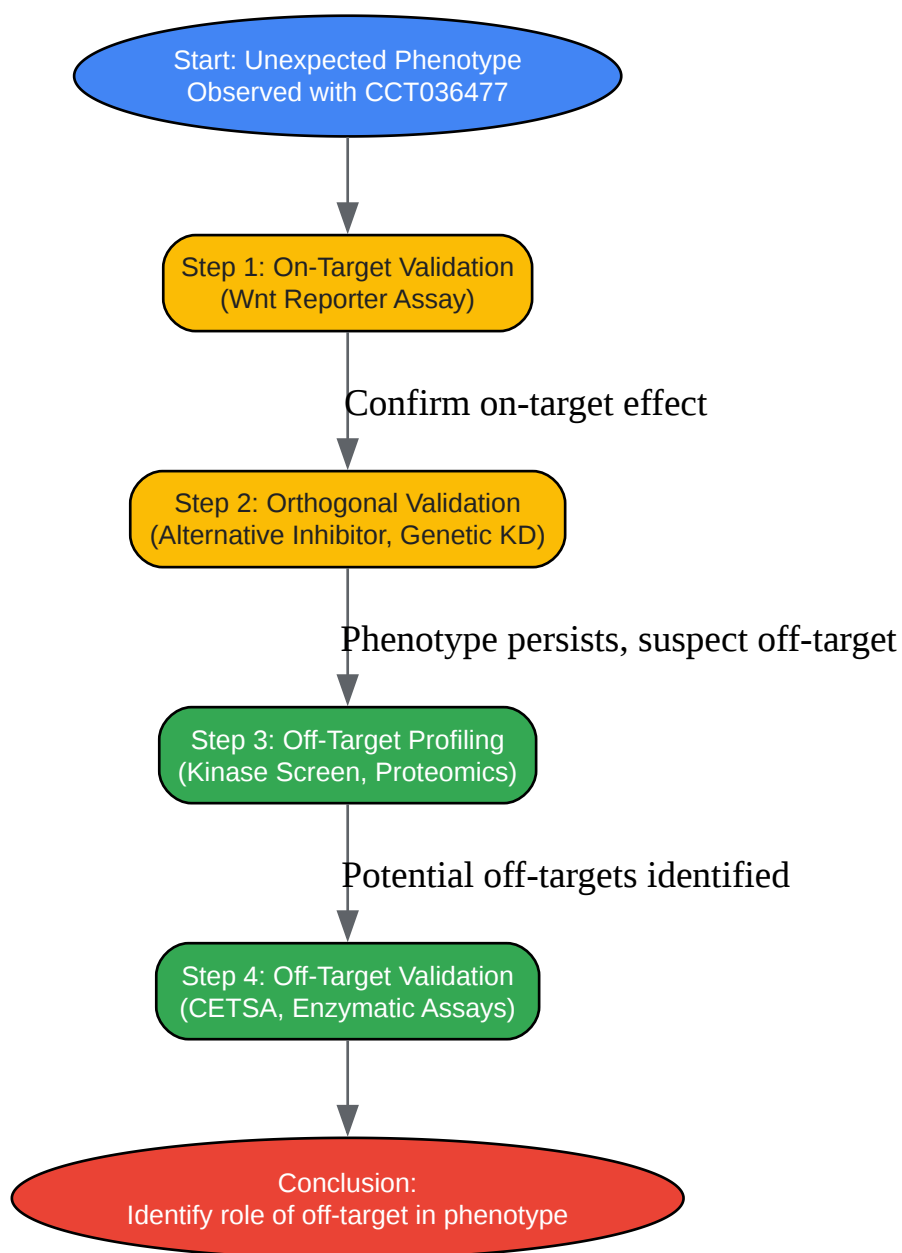 Start: Unexpected Phenotype
Observed with CCT036477
Step 1: On-Target Validation
(Wnt Reporter Assay)
Confirm on-target effect
Step 2: Orthogonal Validation
(Alternative Inhibitor, Genetic KD)
Phenotype persists, suspect off-target
Step 3: Off-Target Profiling
(Kinase Screen, Proteomics)
Potential off-targets identified
Step 4: Off-Target Validation
(CETSA, Enzymatic Assays)
Conclusion:
Identify role of off-target in phenotype